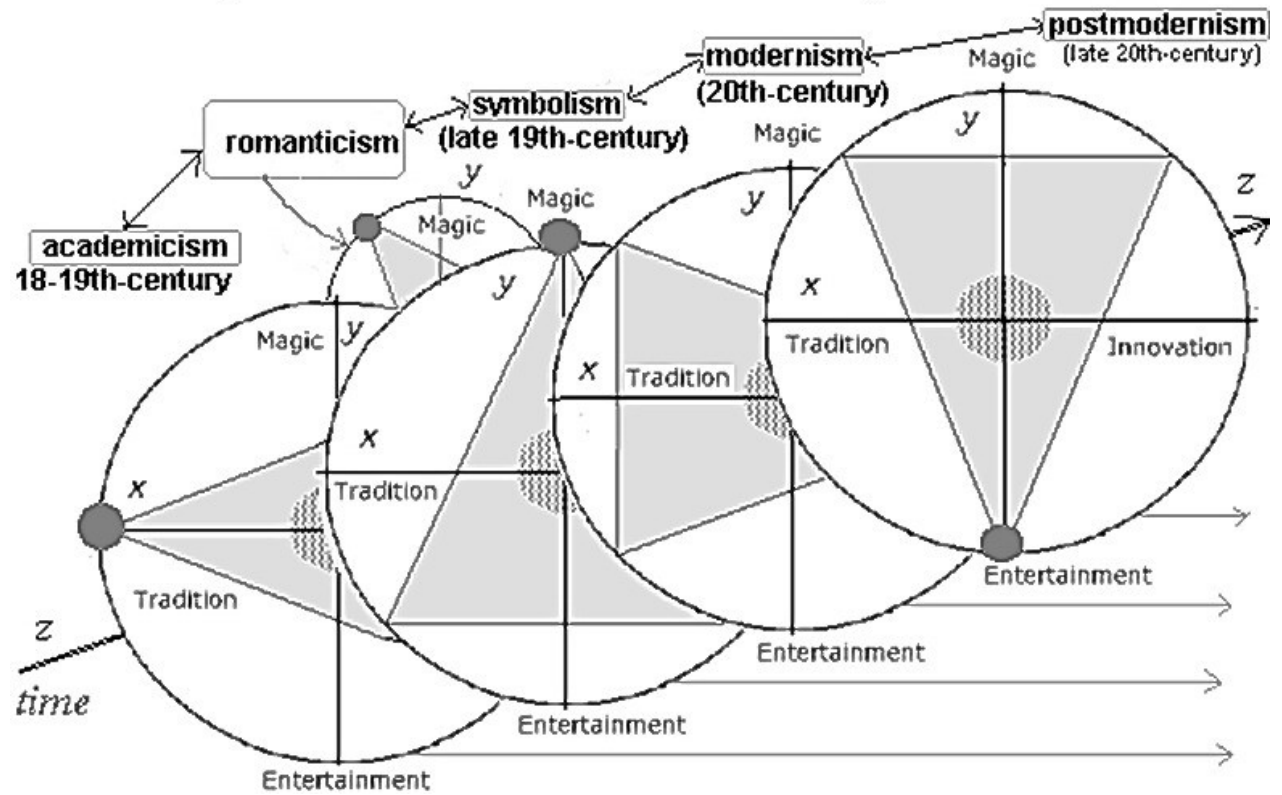 postmodernism
(late 20th-century)
modernism
(20th-century)
Magic
symbolism
(late 19th-century)
romanticism
Magic
y
academicism
18-19th-century
y
Magic
Magic
y
z
y
x
x
Tradition
Innovation
Magic
y
x
Tradition
x
Tradition
Entertainment
Tradition
z
time
Entertainment
Entertainment
Entertainment